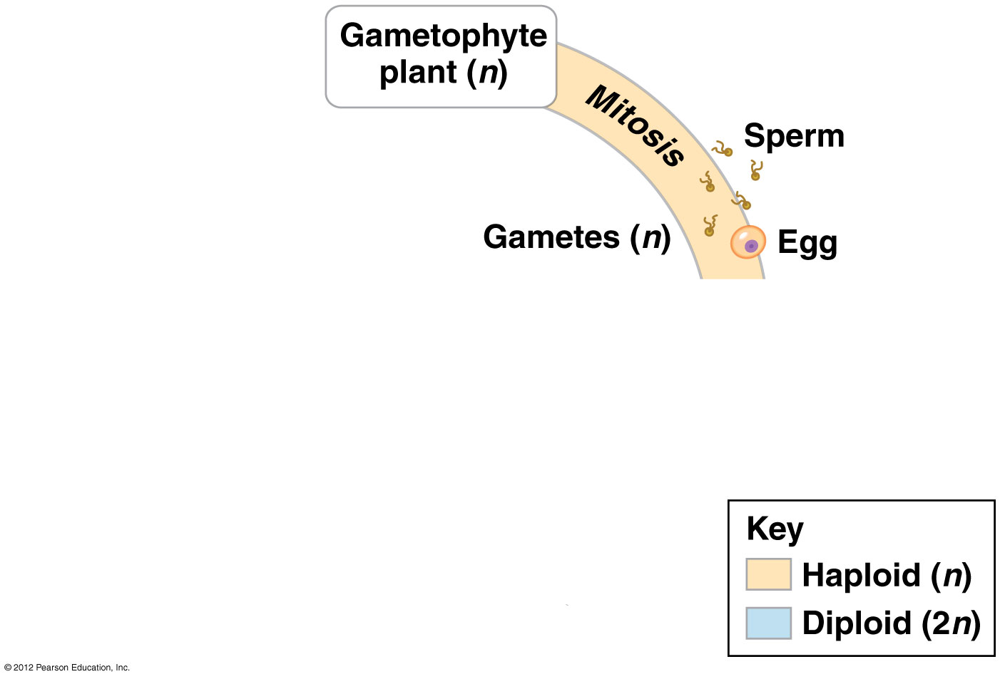 Gametophyte
plant (n)
Mitosis
Sperm
Gametes (n)
Egg
Key
Haploid (n)
Diploid (2n)
© 2012 Pearson Education, Inc.